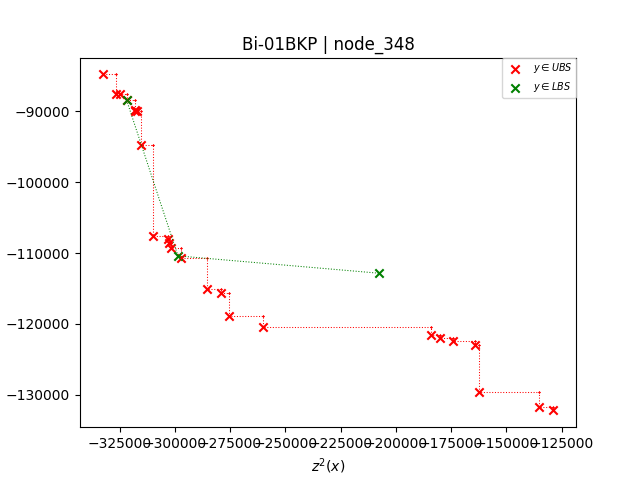 Bi-01BKP | node_348
y ∈ UBS
y ∈ LBS
−90000
−100000
−110000
−120000
−130000
−325000 −300000 −275000 −250000 −225000 −200000 −175000 −150000 −125000
z²(x)